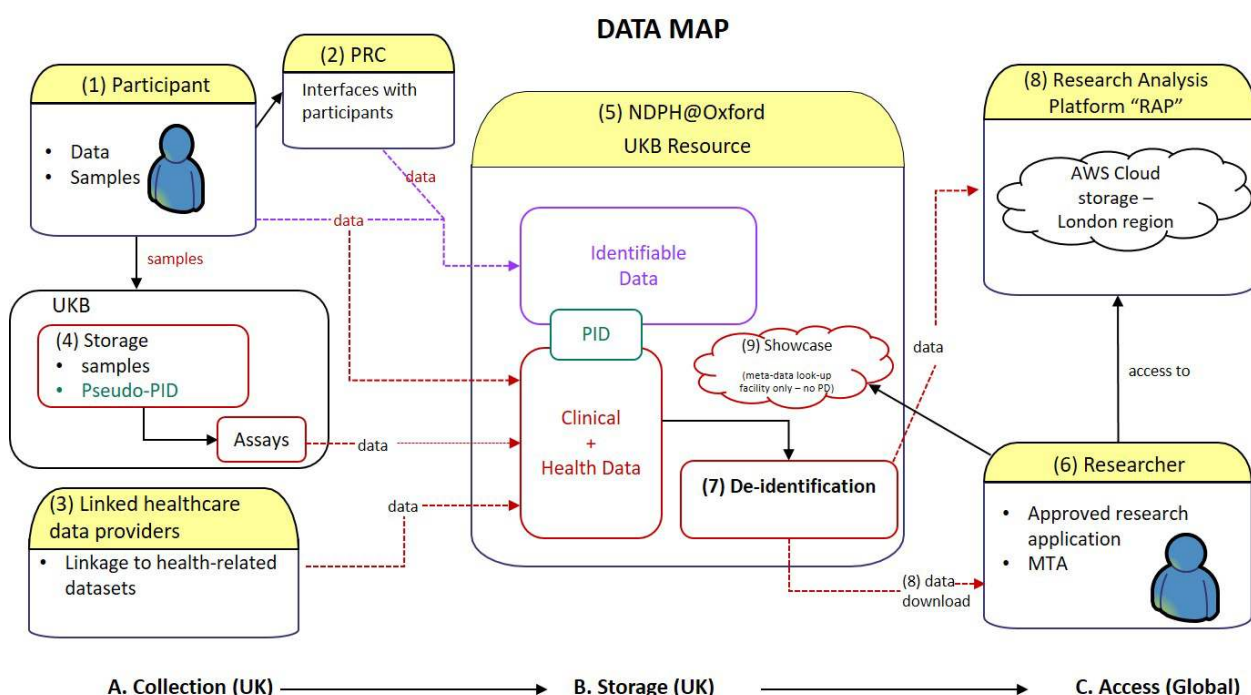 DATA MAP
(1) Participant
• Data
• Samples
(2) PRC
Interfaces with
participants
data
data
samples
UKB
(4) Storage
• samples
• Pseudo-PID
Assays
data
(3) Linked healthcare
data providers
• Linkage to health-related
datasets
data
(5) NDPH@Oxford
UKB Resource
Identifiable
Data
PID
Clinical
+
Health Data
(9) Showcase
(meta-data look-up
facility only – no PD)
(7) De-identification
data
(8) data
download
(8) Research Analysis
Platform “RAP”
AWS Cloud
storage –
London region
access to
(6) Researcher
• Approved research
application
• MTA
A. Collection (UK)
B. Storage (UK)
C. Access (Global)